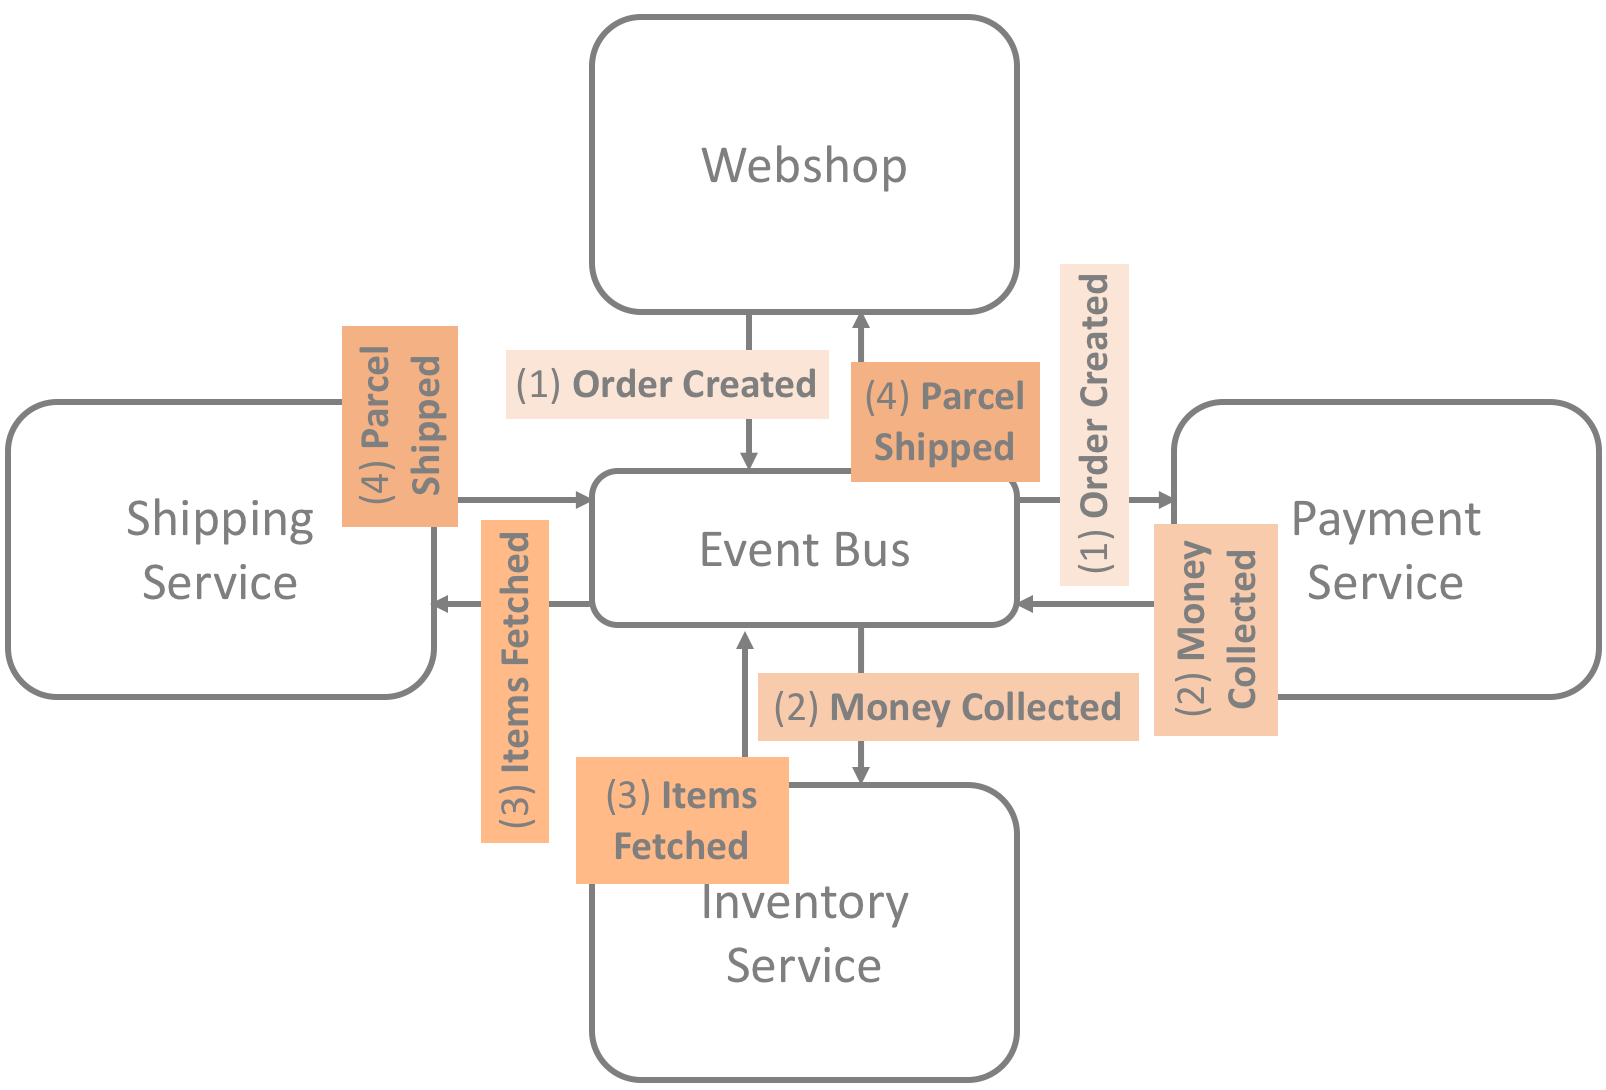 Webshop
(1) Order Created
(4) Parcel
Shipped
(1) Order Created
(4) Parcel
Shipped
Shipping
Service
Event Bus
Payment
Service
(3) Items Fetched
(2) Money Collected
(2) Money
Collected
(3) Items
Fetched
Inventory
Service